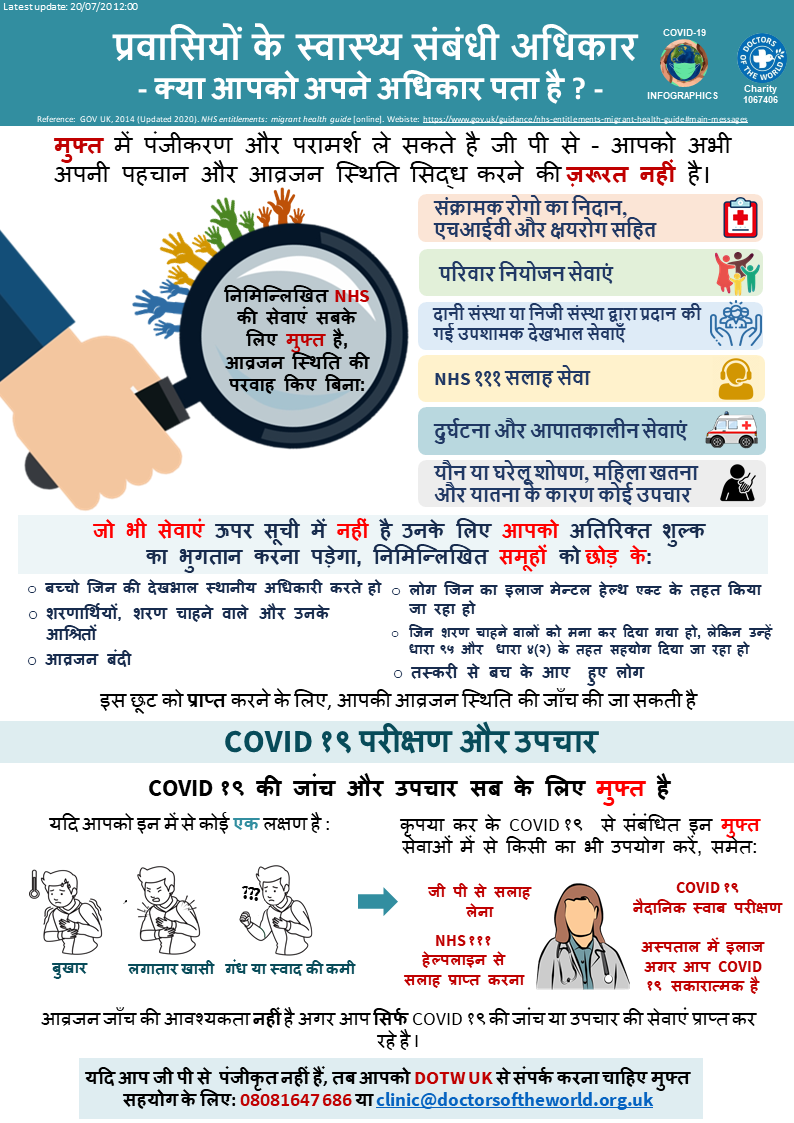 Latest update: 20/07/20 12:00
प्रवासियों के स्वास्थ्य संबंधी अधिकार
- क्या आपको अपने अधिकार पता है ? -
COVID-19
INFOGRAPHICS
DOCTORS OF THE WORLD
Charity
1067406
Reference: GOV UK, 2014 (Updated 2020). NHS entitlements: migrant health guide [online]. Webiste: https://www.gov.uk/guidance/nhs-entitlements-migrant-health-guide#main-messages
मुफ्त में पंजीकरण और परामर्श ले सकते है जी पी से - आपको अभी
अपनी पहचान और आव्रजन स्थिति सिद्ध करने की ज़रूरत नहीं है।
निमिन्लिखित NHS
की सेवाएं सबके
लिए मुफ्त है,
आव्रजन स्थिति की
परवाह किए बिना:
संक्रामक रोगो का निदान,
एचआईवी और क्षयरोग सहित
परिवार नियोजन सेवाएं
दानी संस्था या निजी संस्था द्वारा प्रदान की
गई उपशामक देखभाल सेवाएँ
NHS १११ सलाह सेवा
दुर्घटना और आपातकालीन सेवाएं
यौन या घरेलू शोषण, महिला खतना
और यातना के कारण कोई उपचार
जो भी सेवाएं ऊपर सूची में नहीं है उनके लिए आपको अतिरिक्त शुल्क
का भुगतान करना पड़ेगा, निमिन्लिखित समूहों को छोड़ के:
○ बच्चो जिन की देखभाल स्थानीय अधिकारी करते हो
○ शरणार्थियों, शरण चाहने वाले और उनके
आश्रितों
○ आव्रजन बंदी
○ लोग जिन का इलाज मेन्टल हेल्थ एक्ट के तहत किया
जा रहा हो
○ जिन शरण चाहने वालों को मना कर दिया गया हो, लेकिन उन्हें
धारा ९५ और धारा ४(२) के तहत सहयोग दिया जा रहा हो
○ तस्करी से बच के आए हुए लोग
इस छूट को प्राप्त करने के लिए, आपकी आव्रजन स्थिति की जाँच की जा सकती है
COVID १९ परीक्षण और उपचार
COVID १९ की जांच और उपचार सब के लिए मुफ्त है
यदि आपको इन में से कोई एक लक्षण है :
???
बुखार
लगातार खासी
गंध या स्वाद की कमी
कृपया कर के COVID १९ से संबंधित इन मुफ्त
सेवाओं में से किसी का भी उपयोग करें, समेत:
जी पी से सलाह
लेना
NHS १११
हेल्पलाइन से
सलाह प्राप्त करना
COVID १९
नैदानिक स्वाब परीक्षण
अस्पताल में इलाज
अगर आप COVID
१९ सकारात्मक है
आव्रजन जाँच की आवश्यकता नहीं है अगर आप सिर्फ COVID १९ की जांच या उपचार की सेवाएं प्राप्त कर
रहे है ।
यदि आप जी पी से पंजीकृत नहीं हैं, तब आपको DOTW UK से संपर्क करना चाहिए मुफ्त
सहयोग के लिए: 08081647 686 या clinic@doctorsoftheworld.org.uk